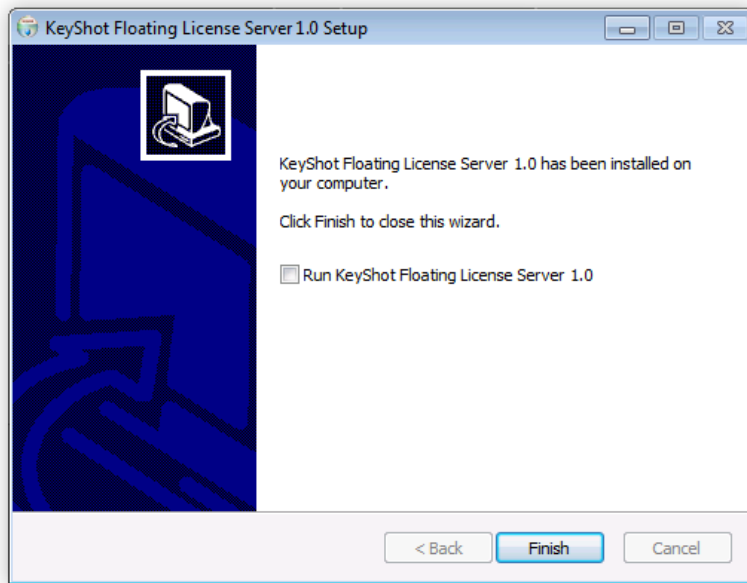 KeyShot Floating License Server 1.0 Setup
KeyShot Floating License Server 1.0 has been installed on
your computer.
Click Finish to close this wizard.
Run KeyShot Floating License Server 1.0
< Back Finish Cancel